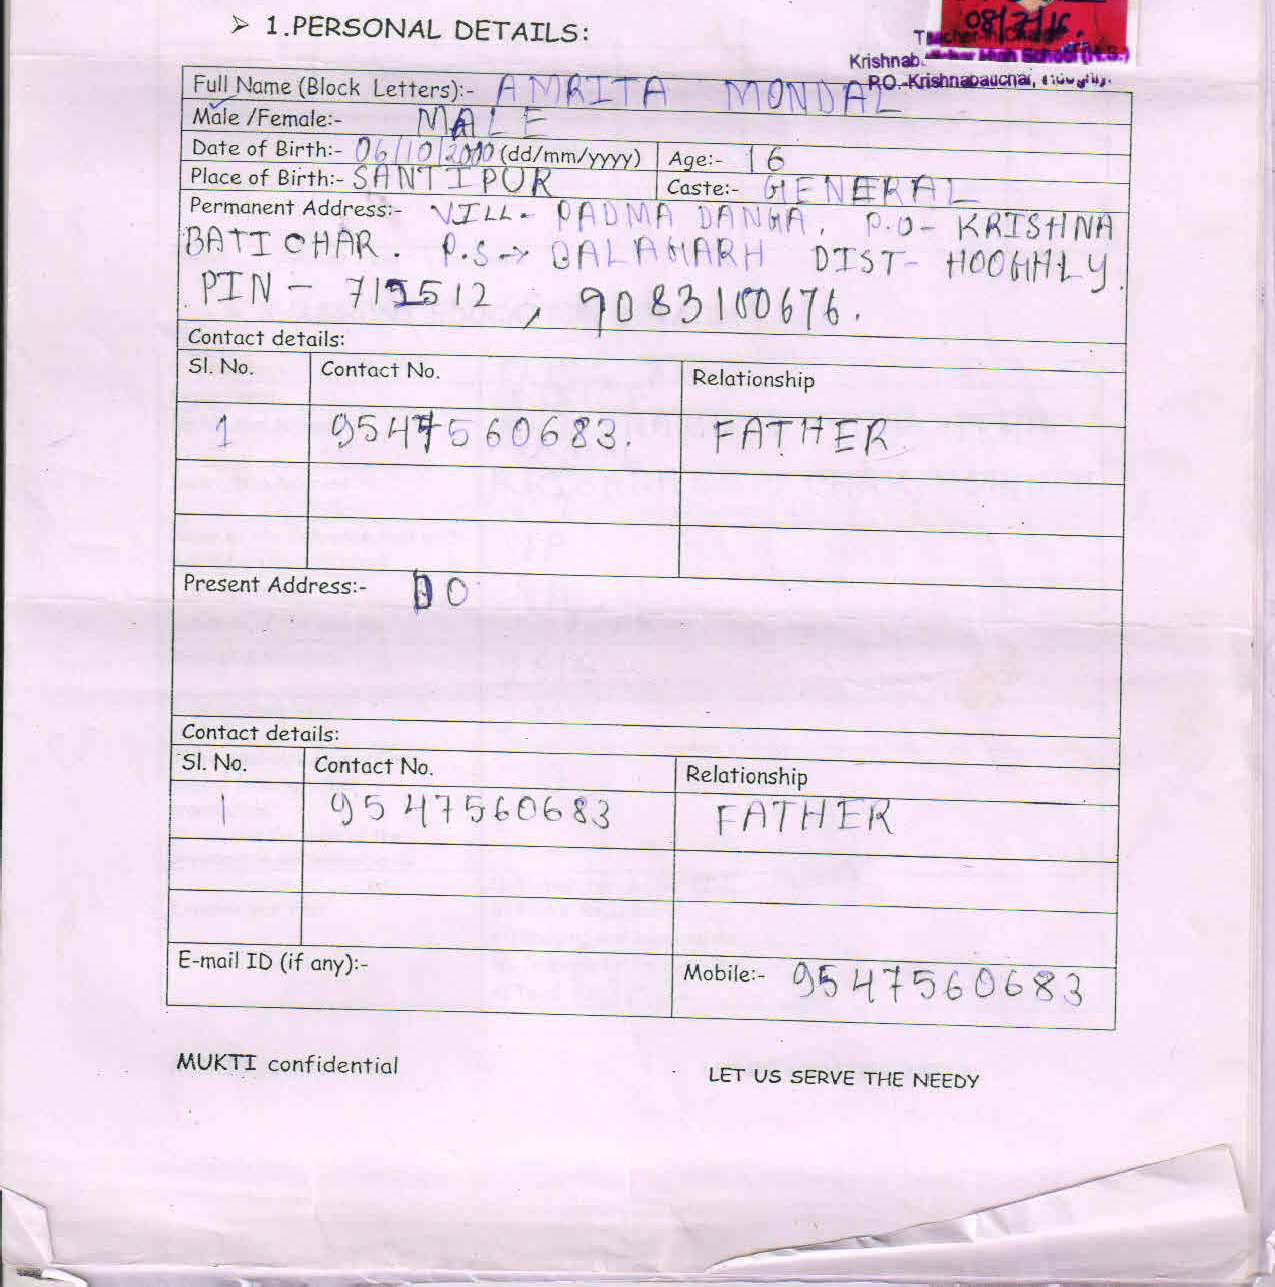 08/7/16.
Krishnab
P.O.-Krishnabatichar,
➢ 1.PERSONAL DETAILS:
Full Name (Block Letters):- AMRITA MONDAL
Male /Female:- MALE
Date of Birth:- 06/10/2000 (dd/mm/yyyy) Age:- 16
Place of Birth:- SANTIPUR Caste:- GENERAL
Permanent Address:- VILL- PADMA DANGA, P.O- KRISHNA
BATICHAR. P.S→ BALAGARH DIST- HOOGHLY.
PIN - 712512, 9083100676.
Contact details:
Sl. No. Contact No. Relationship
1 9547560683. FATHER
Present Address:- DO
Contact details:
Sl. No. Contact No. Relationship
1 9547560683 FATHER
E-mail ID (if any):- Mobile:- 9547560683
MUKTI confidential LET US SERVE THE NEEDY